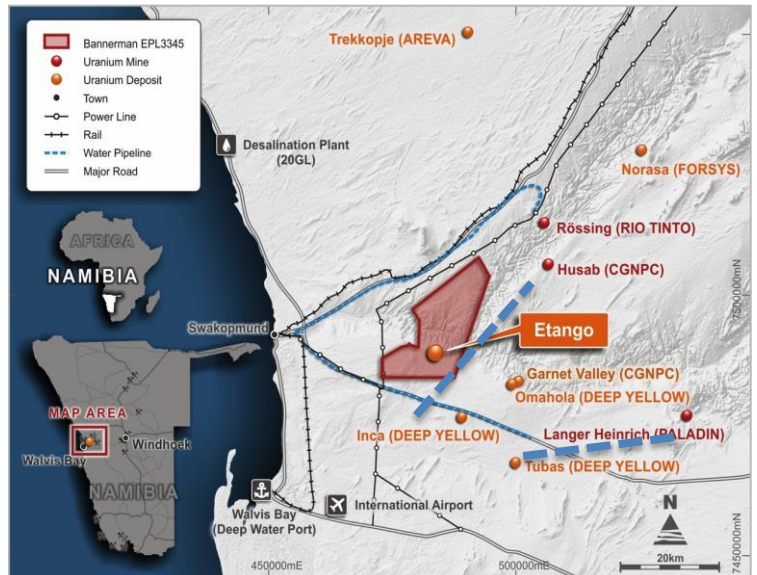 Bannerman EPL3345
Uranium Mine
Uranium Deposit
Town
Power Line
Rail
Water Pipeline
Major Road
Trekkopje (AREVA)
Desalination Plant
(20GL)
Norasa (FORSYS)
Rössing (RIO TINTO)
Husab (CGNPC)
AFRICA
NAMIBIA
Swakopmund
Etango
7500000mN
Garnet Valley (CGNPC)
Omahola (DEEP YELLOW)
MAP AREA
Windhoek
Walvis Bay
NAMIBIA
Inca (DEEP YELLOW)
Langer Heinrich (PALADIN)
Tubas (DEEP YELLOW)
Walvis Bay
(Deep Water Port)
International Airport
N
20km
450000mE
500000mE
7450000mN